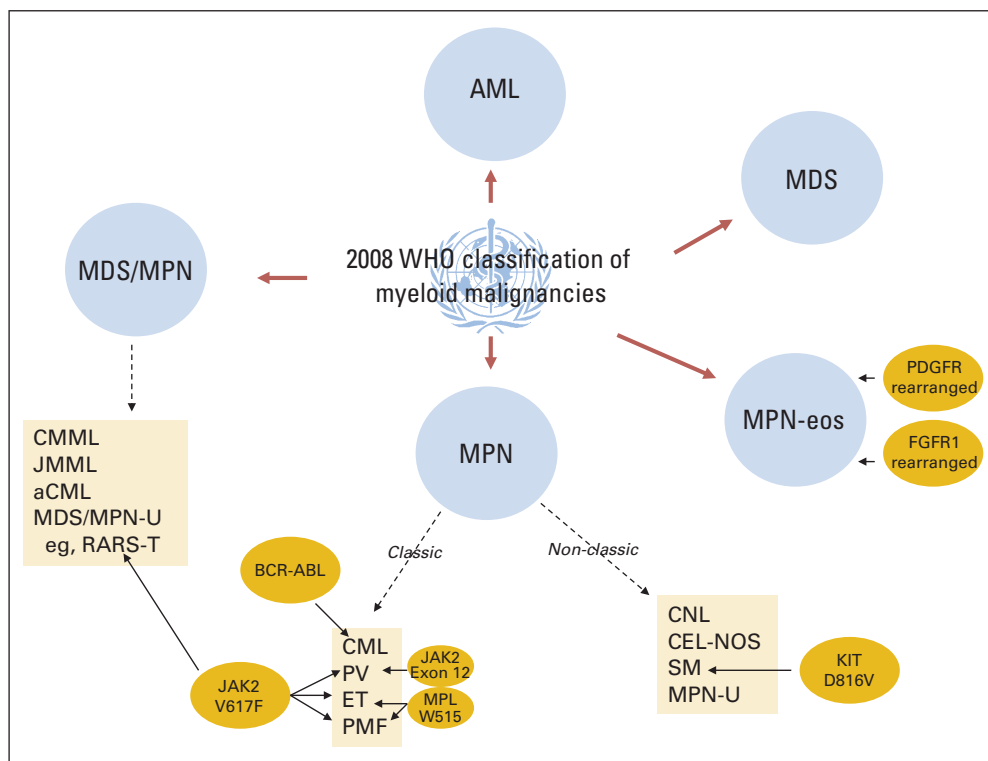 AML
MDS
2008 WHO classification of
myeloid malignancies
MDS/MPN
PDGFR
rearranged
MPN-eos
FGFR1
rearranged
MPN
CMML
JMML
aCML
MDS/MPN-U
eg, RARS-T
Classic
Non-classic
BCR-ABL
CML
PV
ET
PMF
JAK2
Exon 12
MPL
W515
JAK2
V617F
CNL
CEL-NOS
SM
MPN-U
KIT
D816V